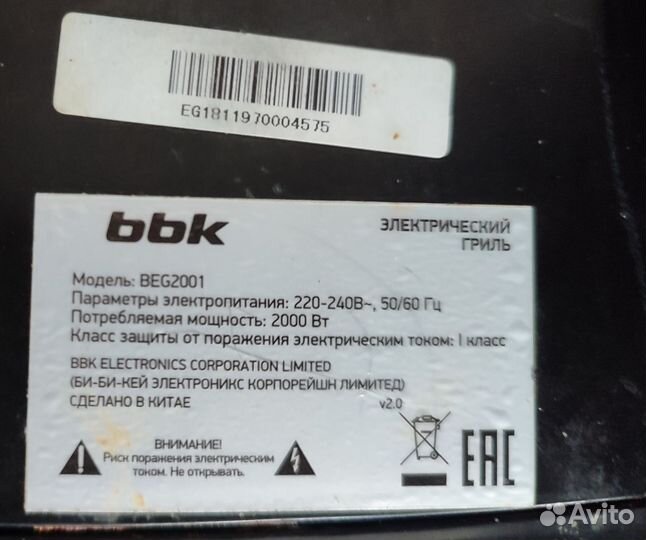 EG1811970004575
bbk
ЭЛЕКТРИЧЕСКИЙ
ГРИЛЬ
Модель: BEG2001
Параметры электропитания: 220-240В~, 50/60 Гц
Потребляемая мощность: 2000 Вт
Класс защиты от поражения электрическим током: I класс
BBK ELECTRONICS CORPORATION LIMITED
(БИ-БИ-КЕЙ ЭЛЕКТРОНИКС КОРПОРЕЙШН ЛИМИТЕД)
СДЕЛАНО В КИТАЕ
v2.0
ВНИМАНИЕ!
Риск поражения электрическим
током. Не открывать.
EAC
Avito